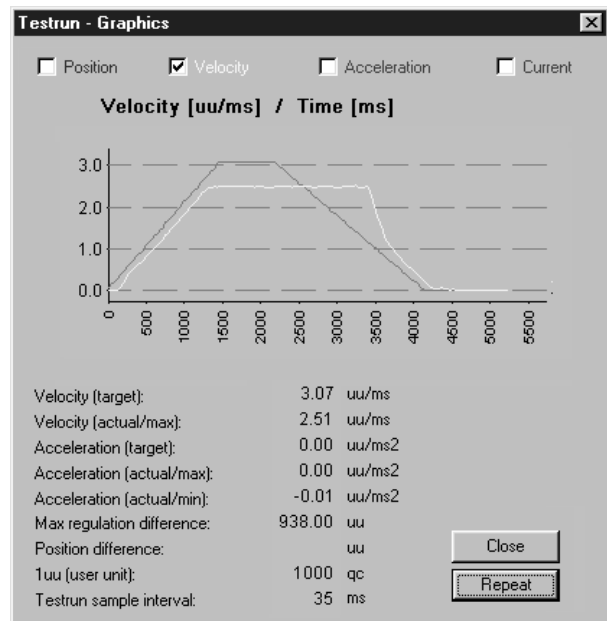 Testrun - Graphics
Position Velocity Acceleration Current
Velocity [uu/ms] / Time [ms]
3.0
2.0
1.0
0.0
0 500 1000 1500 2000 2500 3000 3500 4000 4500 5000 5500
Velocity (target): 3.07 uu/ms
Velocity (actual/max): 2.51 uu/ms
Acceleration (target): 0.00 uu/ms2
Acceleration (actual/max): 0.00 uu/ms2
Acceleration (actual/min): -0.01 uu/ms2
Max regulation difference: 938.00 uu
Position difference: uu
Close
1uu (user unit): 1000 qc
Repeat
Testrun sample interval: 35 ms